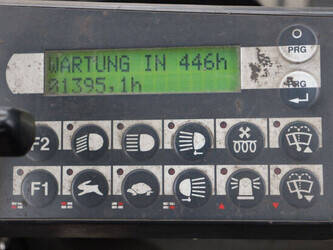 WARTUNG IN 446h
01395,1h
PRG
PRG
F2
F1